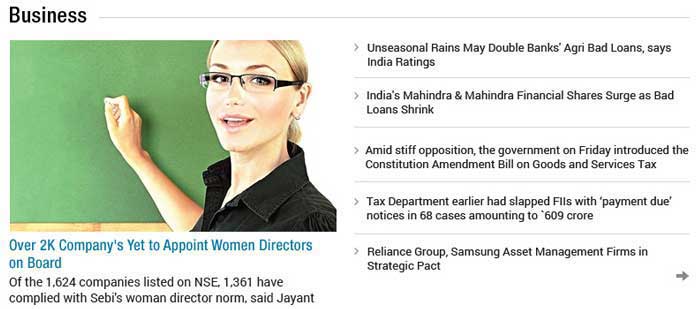 Business
Over 2K Company's Yet to Appoint Women Directors
on Board
Of the 1,624 companies listed on NSE, 1,361 have
complied with Sebi's woman director norm, said Jayant
Unseasonal Rains May Double Banks' Agri Bad Loans, says
India Ratings
India's Mahindra & Mahindra Financial Shares Surge as Bad
Loans Shrink
Amid stiff opposition, the government on Friday introduced the
Constitution Amendment Bill on Goods and Services Tax
Tax Department earlier had slapped FIIs with ‘payment due’
notices in 68 cases amounting to `609 crore
Reliance Group, Samsung Asset Management Firms in
Strategic Pact